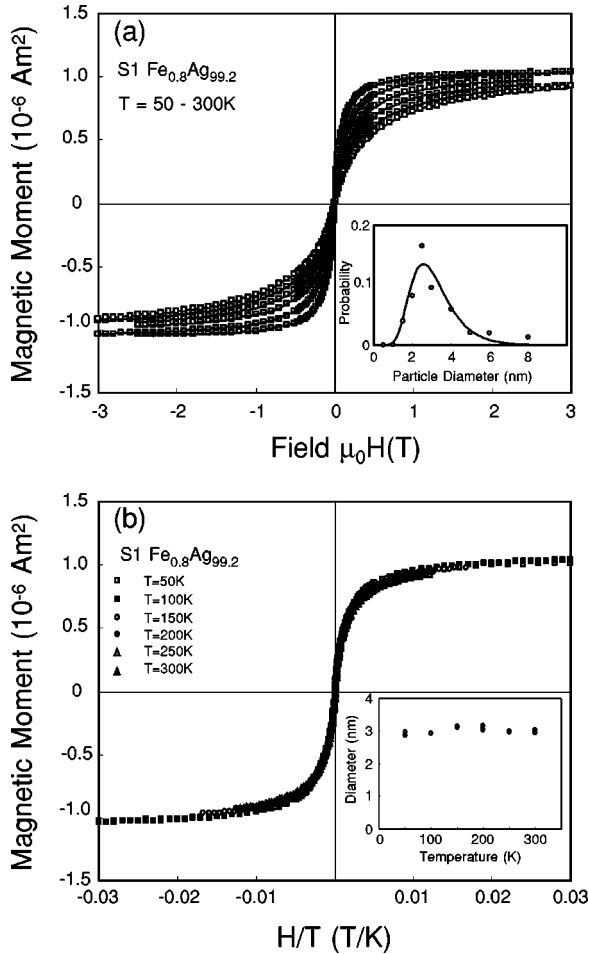 (a)
S1 Fe0.8Ag99.2
T = 50 - 300K
Magnetic Moment (10-6 Am2)
1.5
1.0
0.5
0
-0.5
-1.0
-1.5
-3 -2 -1 0 1 2 3
Field μ0H(T)
0.2
0.1
0
Probability
0 2 4 6 8 10
Particle Diameter (nm)
(b)
S1 Fe0.8Ag99.2
T=50K
T=100K
T=150K
T=200K
T=250K
T=300K
Magnetic Moment (10-6 Am2)
1.5
1.0
0.5
0
-0.5
-1.0
-1.5
-0.03 -0.02 -0.01 0.01 0.02 0.03
H/T (T/K)
4
3
2
1
0
Diameter (nm)
0 100 200 300
Temperature (K)